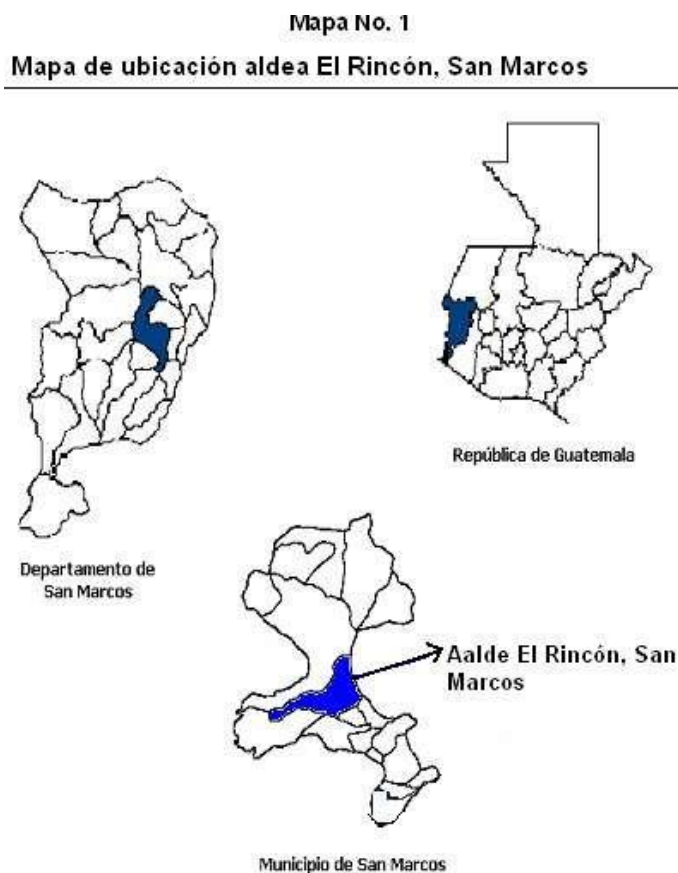 Mapa No. 1
Mapa de ubicación aldea El Rincón, San Marcos
República de Guatemala
Departamento de
San Marcos
Aalde El Rincón, San
Marcos
Municipio de San Marcos